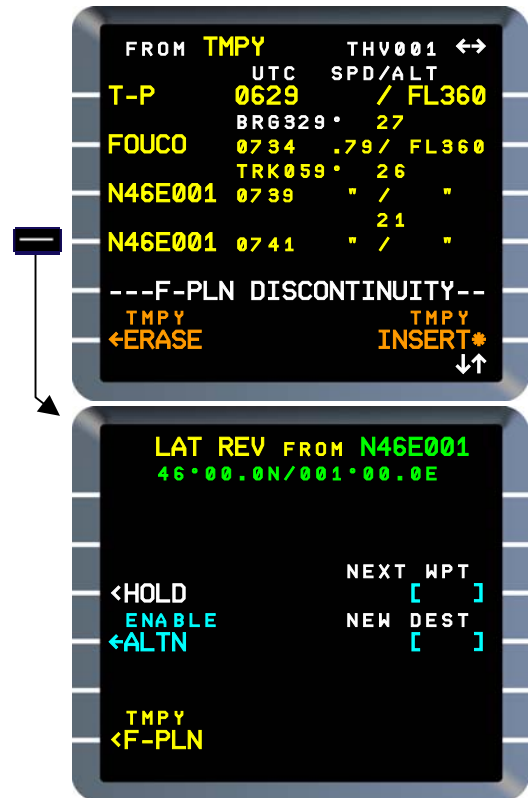 FROM TMPY THV001 ↔
UTC SPD/ALT
T-P 0629 / FL360
BRG329° 27
FOUCO 0734 .79/ FL360
TRK059° 26
N46E001 0739 " / "
21
N46E001 0741 " / "
---F-PLN DISCONTINUITY--
TMPY TMPY
←ERASE INSERT*
↓↑
LAT REV FROM N46E001
46°00.0N/001°00.0E
NEXT WPT
<HOLD [ ]
ENABLE NEW DEST
←ALTN [ ]
TMPY
<F-PLN